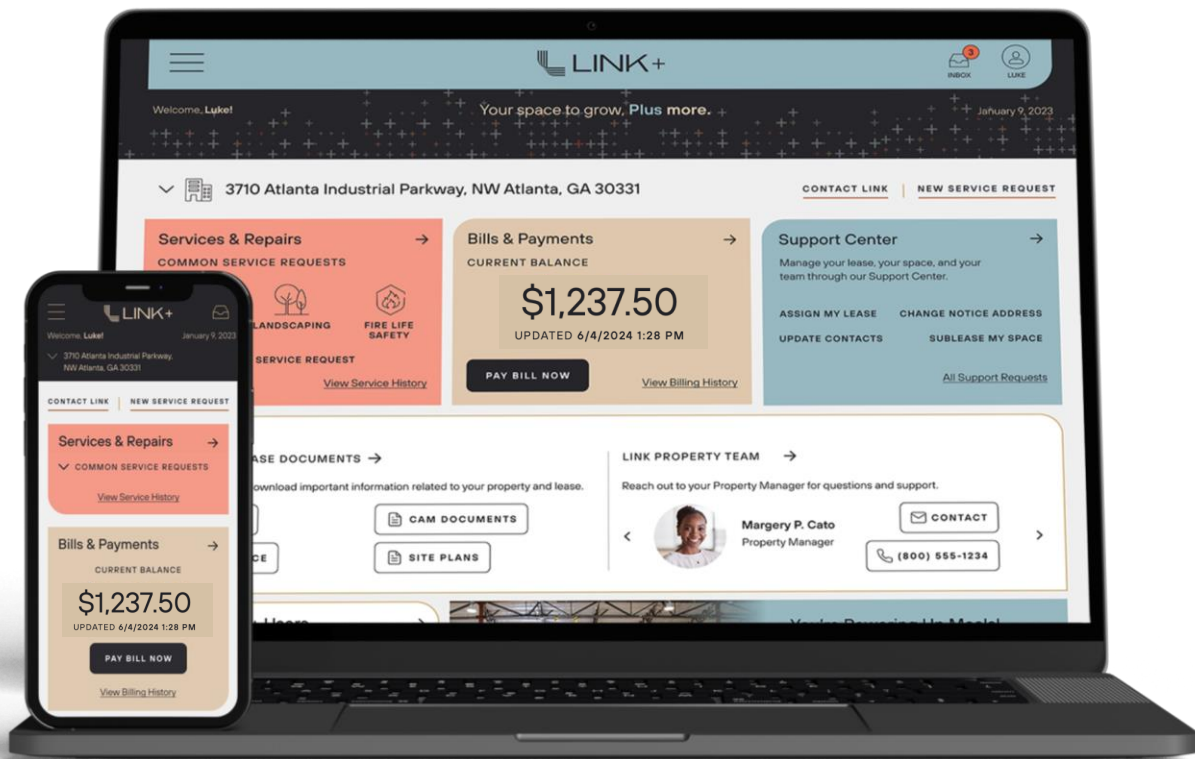 LINK+
3
INBOX
LUKE
Welcome, Luke!
Your space to grow. Plus more.
January 9, 2023
3710 Atlanta Industrial Parkway, NW Atlanta, GA 30331
CONTACT LINK
NEW SERVICE REQUEST
Services & Repairs
COMMON SERVICE REQUESTS
LANDSCAPING
FIRE LIFE
SAFETY
SERVICE REQUEST
View Service History
Bills & Payments
CURRENT BALANCE
$1,237.50
UPDATED 6/4/2024 1:28 PM
PAY BILL NOW
View Billing History
Support Center
Manage your lease, your space, and your
team through our Support Center.
ASSIGN MY LEASE
CHANGE NOTICE ADDRESS
UPDATE CONTACTS
SUBLEASE MY SPACE
All Support Requests
ASE DOCUMENTS
ownload important information related to your property and lease.
CAM DOCUMENTS
CE
SITE PLANS
LINK PROPERTY TEAM
Reach out to your Property Manager for questions and support.
Margery P. Cato
Property Manager
CONTACT
(800) 555-1234
LINK+
Welcome, Luke!
January 9, 2023
3710 Atlanta Industrial Parkway,
NW Atlanta, GA 30331
CONTACT LINK
NEW SERVICE REQUEST
Services & Repairs
COMMON SERVICE REQUESTS
View Service History
Bills & Payments
CURRENT BALANCE
$1,237.50
UPDATED 6/4/2024 1:28 PM
PAY BILL NOW
View Billing History